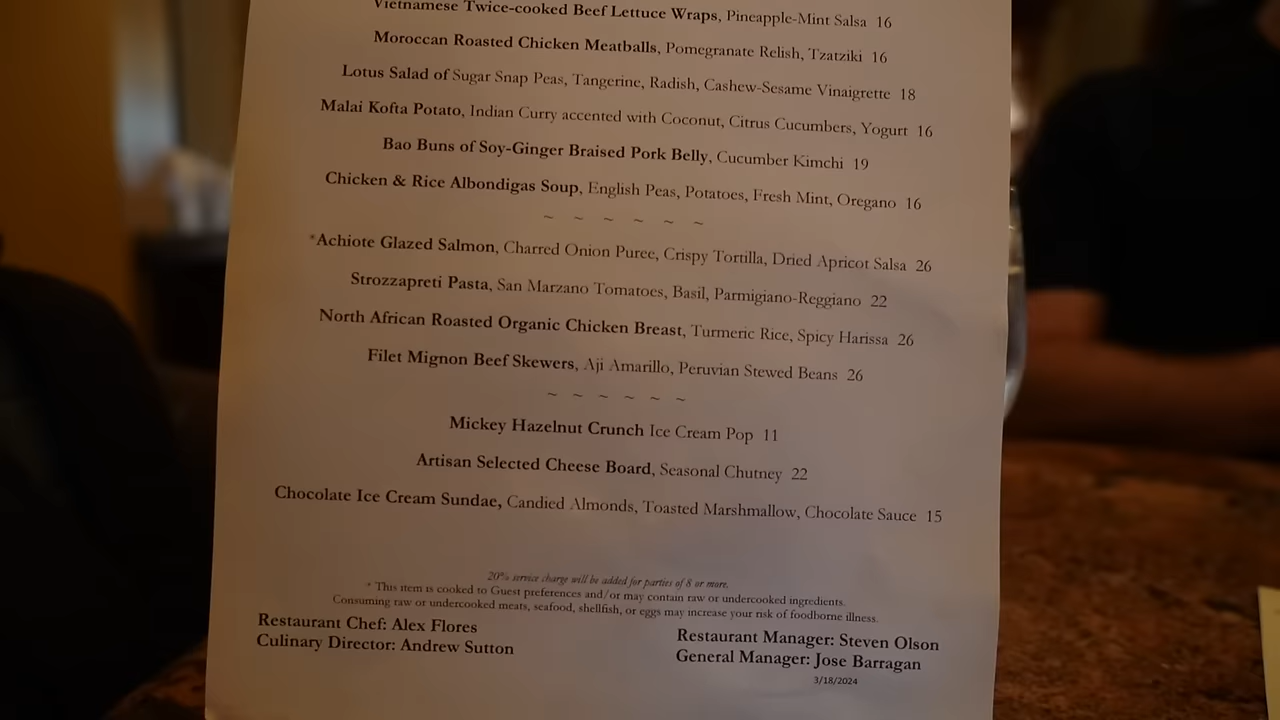 Vietnamese Twice-cooked Beef Lettuce Wraps, Pineapple-Mint Salsa 16
Moroccan Roasted Chicken Meatballs, Pomegranate Relish, Tzatziki 16
Lotus Salad of Sugar Snap Peas, Tangerine, Radish, Cashew-Sesame Vinaigrette 18
Malai Kofta Potato, Indian Curry accented with Coconut, Citrus Cucumbers, Yogurt 16
Bao Buns of Soy-Ginger Braised Pork Belly, Cucumber Kimchi 19
Chicken & Rice Albondigas Soup, English Peas, Potatoes, Fresh Mint, Oregano 16
~ ~ ~ ~ ~ ~
*Achiote Glazed Salmon, Charred Onion Puree, Crispy Tortilla, Dried Apricot Salsa 26
Strozzapreti Pasta, San Marzano Tomatoes, Basil, Parmigiano-Reggiano 22
North African Roasted Organic Chicken Breast, Turmeric Rice, Spicy Harissa 26
Filet Mignon Beef Skewers, Aji Amarillo, Peruvian Stewed Beans 26
~ ~ ~ ~ ~ ~
Mickey Hazelnut Crunch Ice Cream Pop 11
Artisan Selected Cheese Board, Seasonal Chutney 22
Chocolate Ice Cream Sundae, Candied Almonds, Toasted Marshmallow, Chocolate Sauce 15
20% service charge will be added for parties of 8 or more.
* This item is cooked to Guest preferences and/or may contain raw or undercooked ingredients.
Consuming raw or undercooked meats, seafood, shellfish, or eggs may increase your risk of foodborne illness.
Restaurant Chef: Alex Flores
Culinary Director: Andrew Sutton
Restaurant Manager: Steven Olson
General Manager: Jose Barragan
3/18/2024